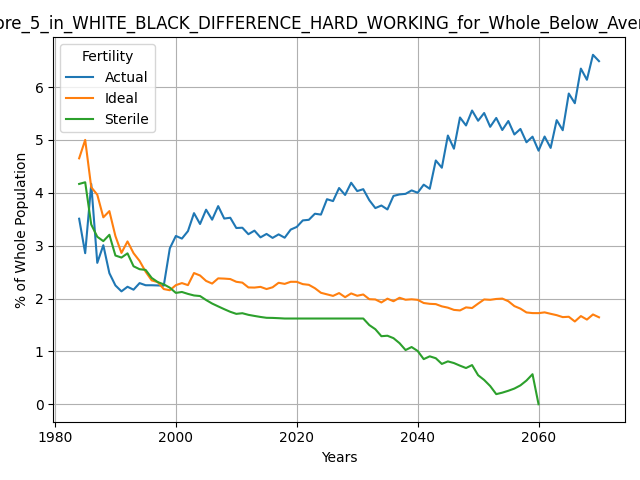 ore_5_in_WHITE_BLACK_DIFFERENCE_HARD_WORKING_for_Whole_Below_Aver
Fertility
Actual
Ideal
Sterile
% of Whole Population
6
5
4
3
2
1
0
1980 2000 2020 2040 2060
Years